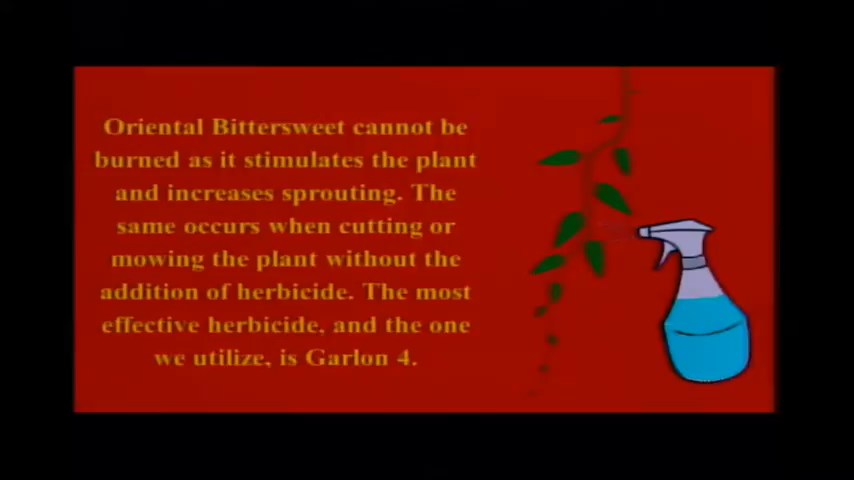 Oriental Bittersweet cannot be
burned as it stimulates the plant
and increases sprouting. The
same occurs when cutting or
mowing the plant without the
addition of herbicide. The most
effective herbicide, and the one
we utilize, is Garlon 4.